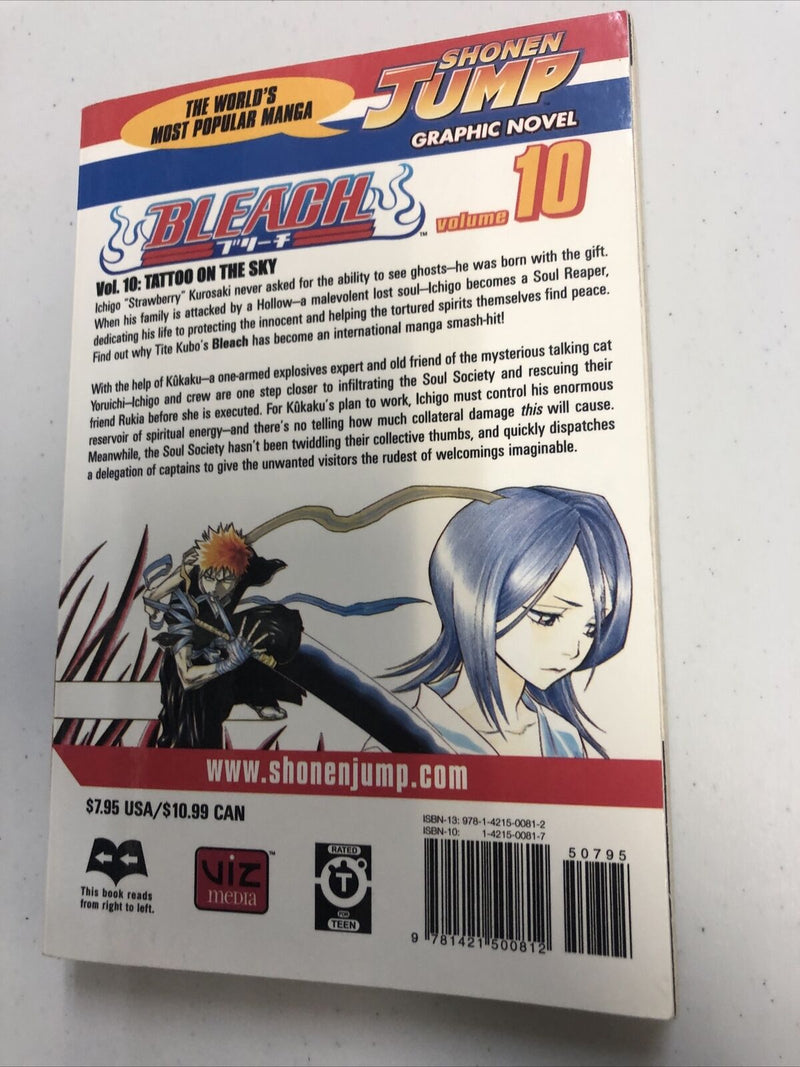 THE WORLD'S
MOST POPULAR MANGA
SHONEN
JUMP™
GRAPHIC NOVEL
BLEACH™
ブリーチ
volume 10
Vol. 10: TATTOO ON THE SKY
Ichigo "Strawberry" Kurosaki never asked for the ability to see ghosts—he was born with the gift.
When his family is attacked by a Hollow—a malevolent lost soul—Ichigo becomes a Soul Reaper,
dedicating his life to protecting the innocent and helping the tortured spirits themselves find peace.
Find out why Tite Kubo's Bleach has become an international manga smash-hit!
With the help of Kûkaku—a one-armed explosives expert and old friend of the mysterious talking cat
Yoruichi—Ichigo and crew are one step closer to infiltrating the Soul Society and rescuing their
friend Rukia before she is executed. For Kûkaku's plan to work, Ichigo must control his enormous
reservoir of spiritual energy—and there's no telling how much collateral damage this will cause.
Meanwhile, the Soul Society hasn't been twiddling their collective thumbs, and quickly dispatches
a delegation of captains to give the unwanted visitors the rudest of welcomings imaginable.
www.shonenjump.com
$7.95 USA/$10.99 CAN
This book reads
from right to left.
VIZ™
MEDIA
RATED
T
FOR
TEEN
ISBN-13: 978-1-4215-0081-2
ISBN-10: 1-4215-0081-7
50795
9 781421 500812